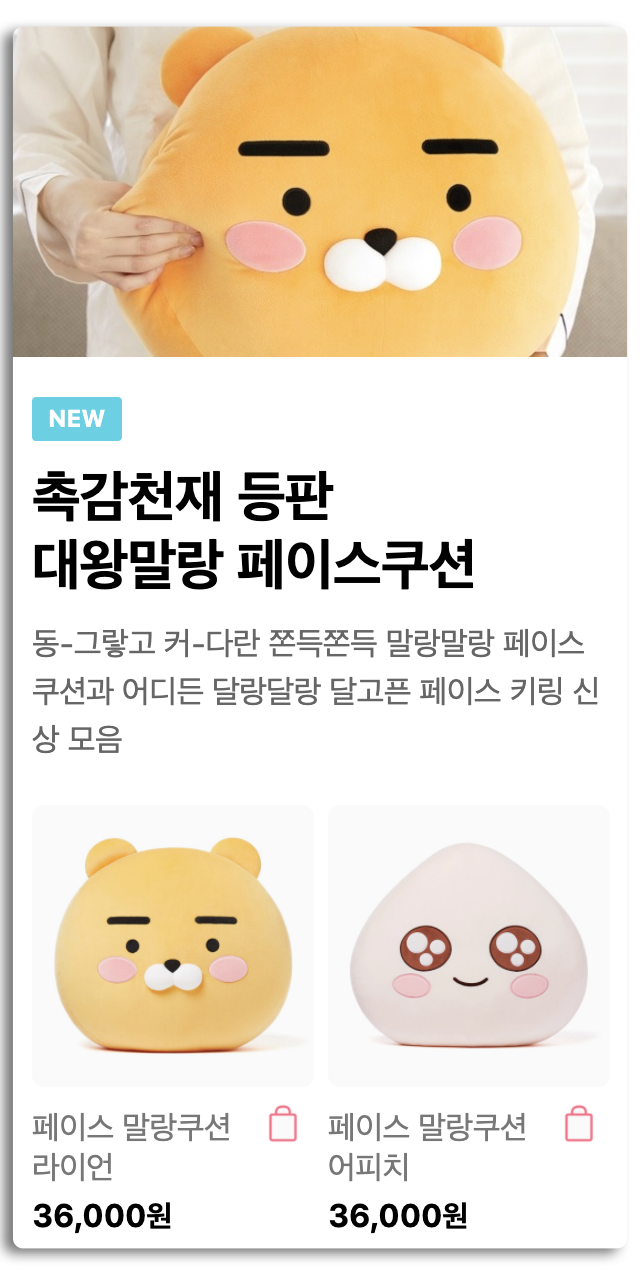 NEW
촉감천재 등판
대왕말랑 페이스쿠션
동-그랗고 커-다란 쫀득쫀득 말랑말랑 페이스
쿠션과 어디든 달랑달랑 달고픈 페이스 키링 신
상 모음
페이스 말랑쿠션
라이언
36,000원
페이스 말랑쿠션
어피치
36,000원